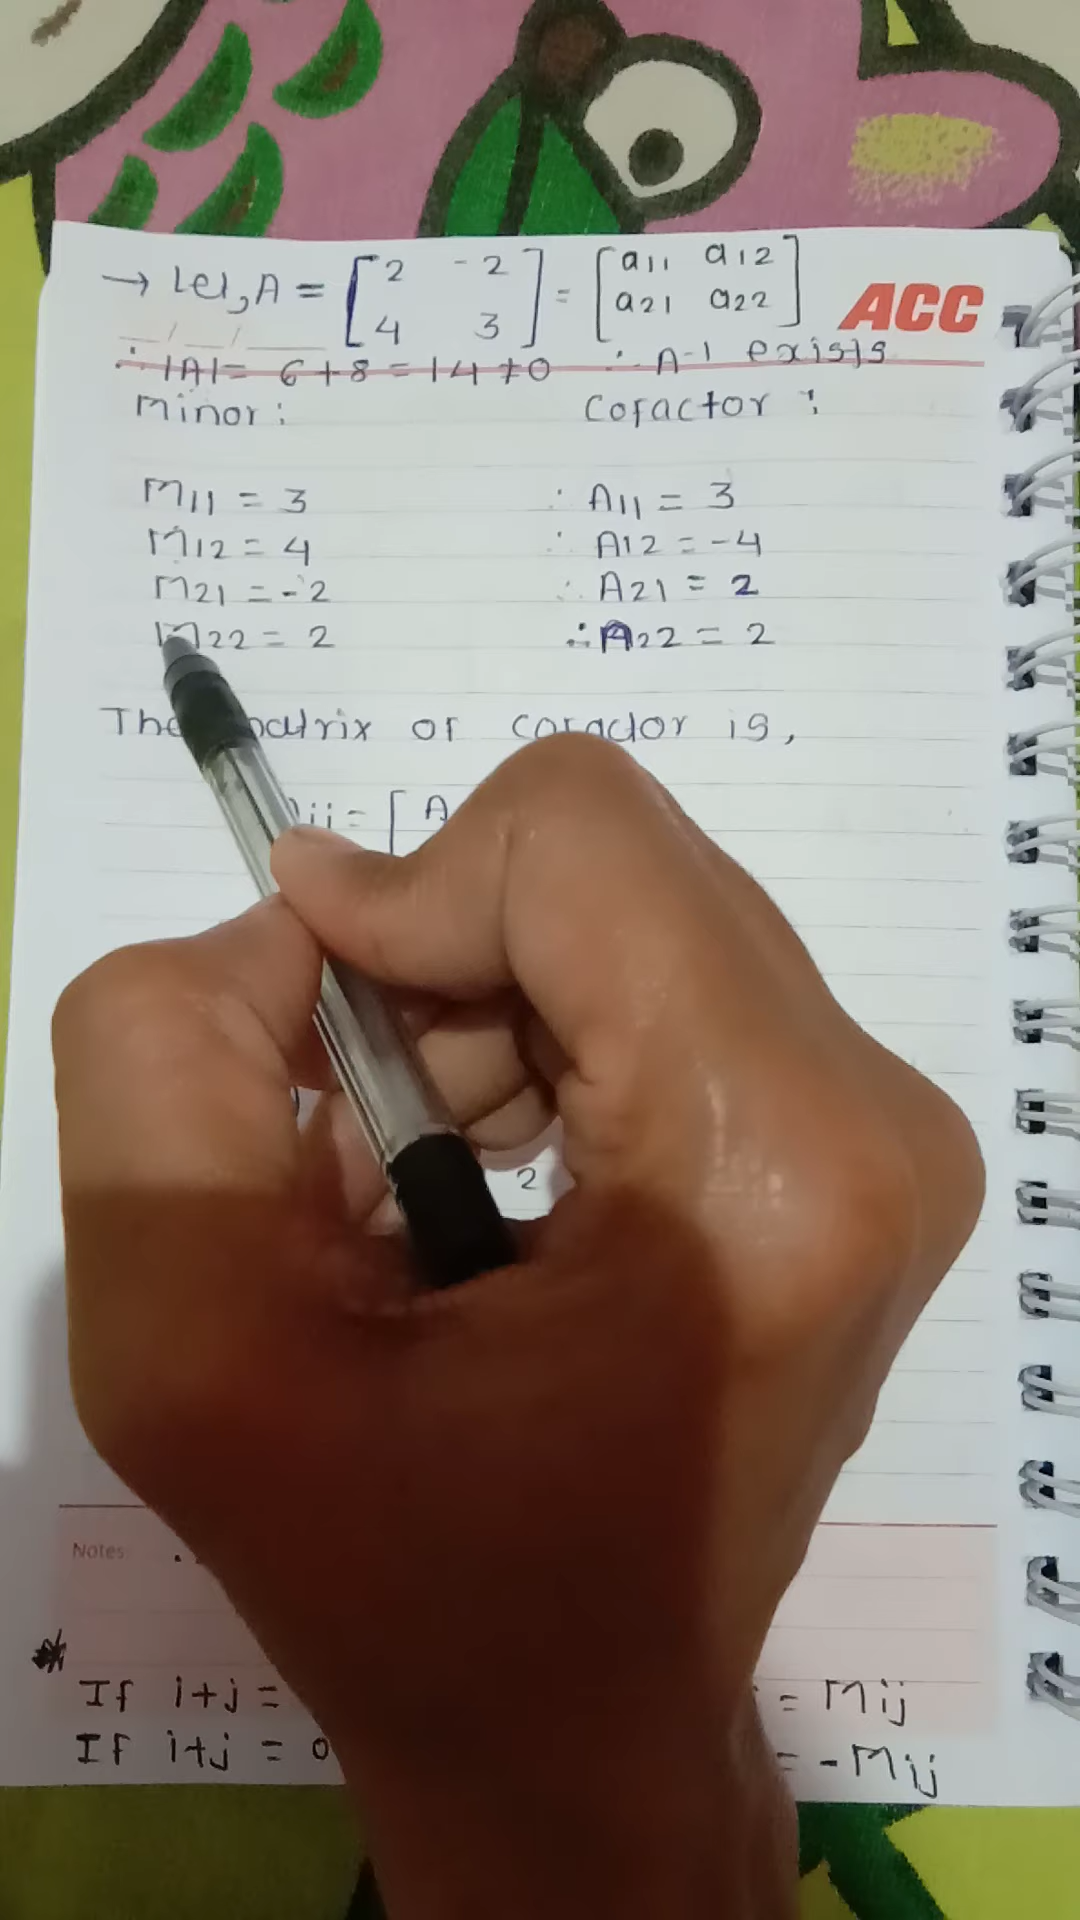 → Let, A = [2 -2 4 3] = [a11 a12 a21 a22]
ACC
∴ |A| = 6+8 = 14 ≠ 0 ∴ A-1 exists
Minor: Cofactor :
M11 = 3 ∴ A11 = 3
M12 = 4 ∴ A12 = -4
M21 = -2 ∴ A21 = 2
M22 = 2 ∴ A22 = 2
The matrix of cofactor is,
ij = [ A
2
Notes
If i+j = = Mij
If i+j = = -Mij